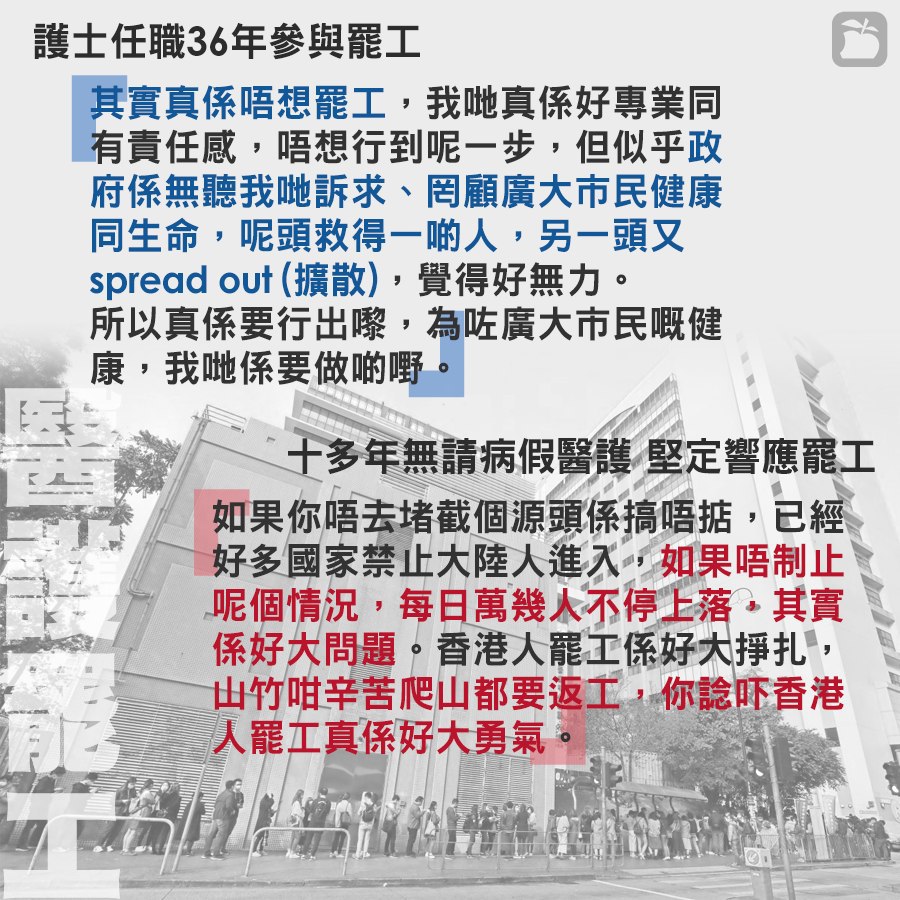 護士任職36年參與罷工
「其實真係唔想罷工，我哋真係好專業同
有責任感，唔想行到呢一步，但似乎政
府係無聽我哋訴求、罔顧廣大市民健康
同生命，呢頭救得一啲人，另一頭又
spread out (擴散)，覺得好無力。
所以真係要行出嚟，為咗廣大市民嘅健
康，我哋係要做啲嘢。」
十多年無請病假醫護 堅定響應罷工
「如果你唔去堵截個源頭係搞唔掂，已經
好多國家禁止大陸人進入，如果唔制止
呢個情況，每日萬幾人不停上落，其實
係好大問題。香港人罷工係好大掙扎，
山竹咁辛苦爬山都要返工，你諗吓香港
人罷工真係好大勇氣。」
醫護罷工